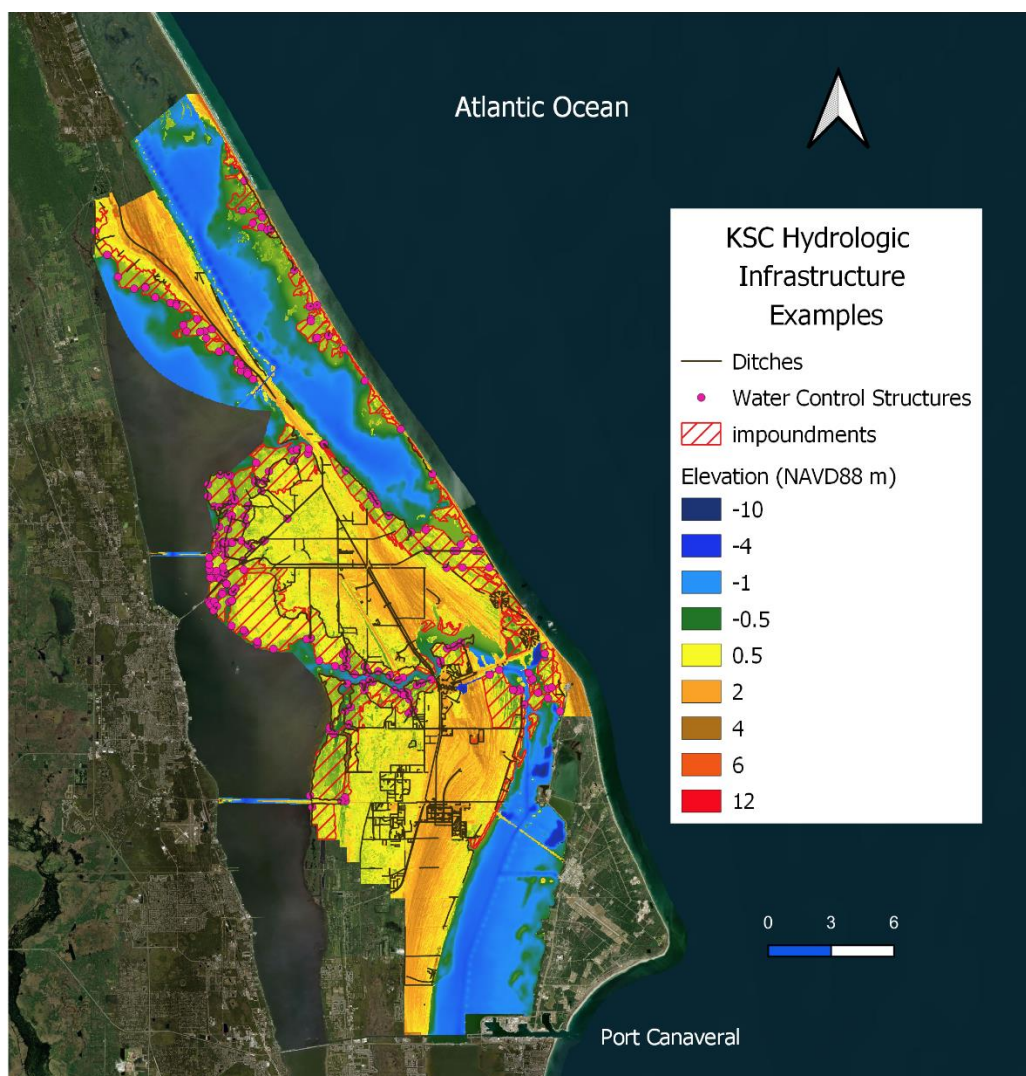 Atlantic Ocean
KSC Hydrologic
Infrastructure
Examples
Ditches
Water Control Structures
impoundments
Elevation (NAVD88 m)
-10
-4
-1
-0.5
0.5
2
4
6
12
0 3 6
Port Canaveral